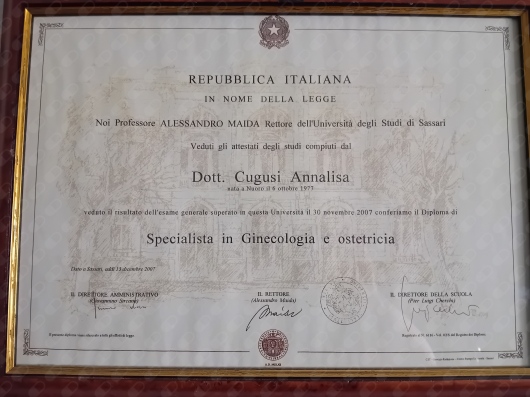 REPUBBLICA ITALIANA
IN NOME DELLA LEGGE
Noi Professore ALESSANDRO MAIDA Rettore dell'Università degli Studi di Sassari
Veduti gli attestati degli studi compiuti dal
Dott. Cugusi Annalisa
nata a Nuoro il 6 ottobre 1977
veduto il risultato dell'esame generale superato in questa Università il 30 novembre 2007 conferiamo il Diploma di
Specialista in Ginecologia e ostetricia
Dato a Sassari, addì 13 dicembre 2007
IL DIRETTORE AMMINISTRATIVO
IL RETTORE
(Alessandro Maida)
IL DIRETTORE DELLA SCUOLA